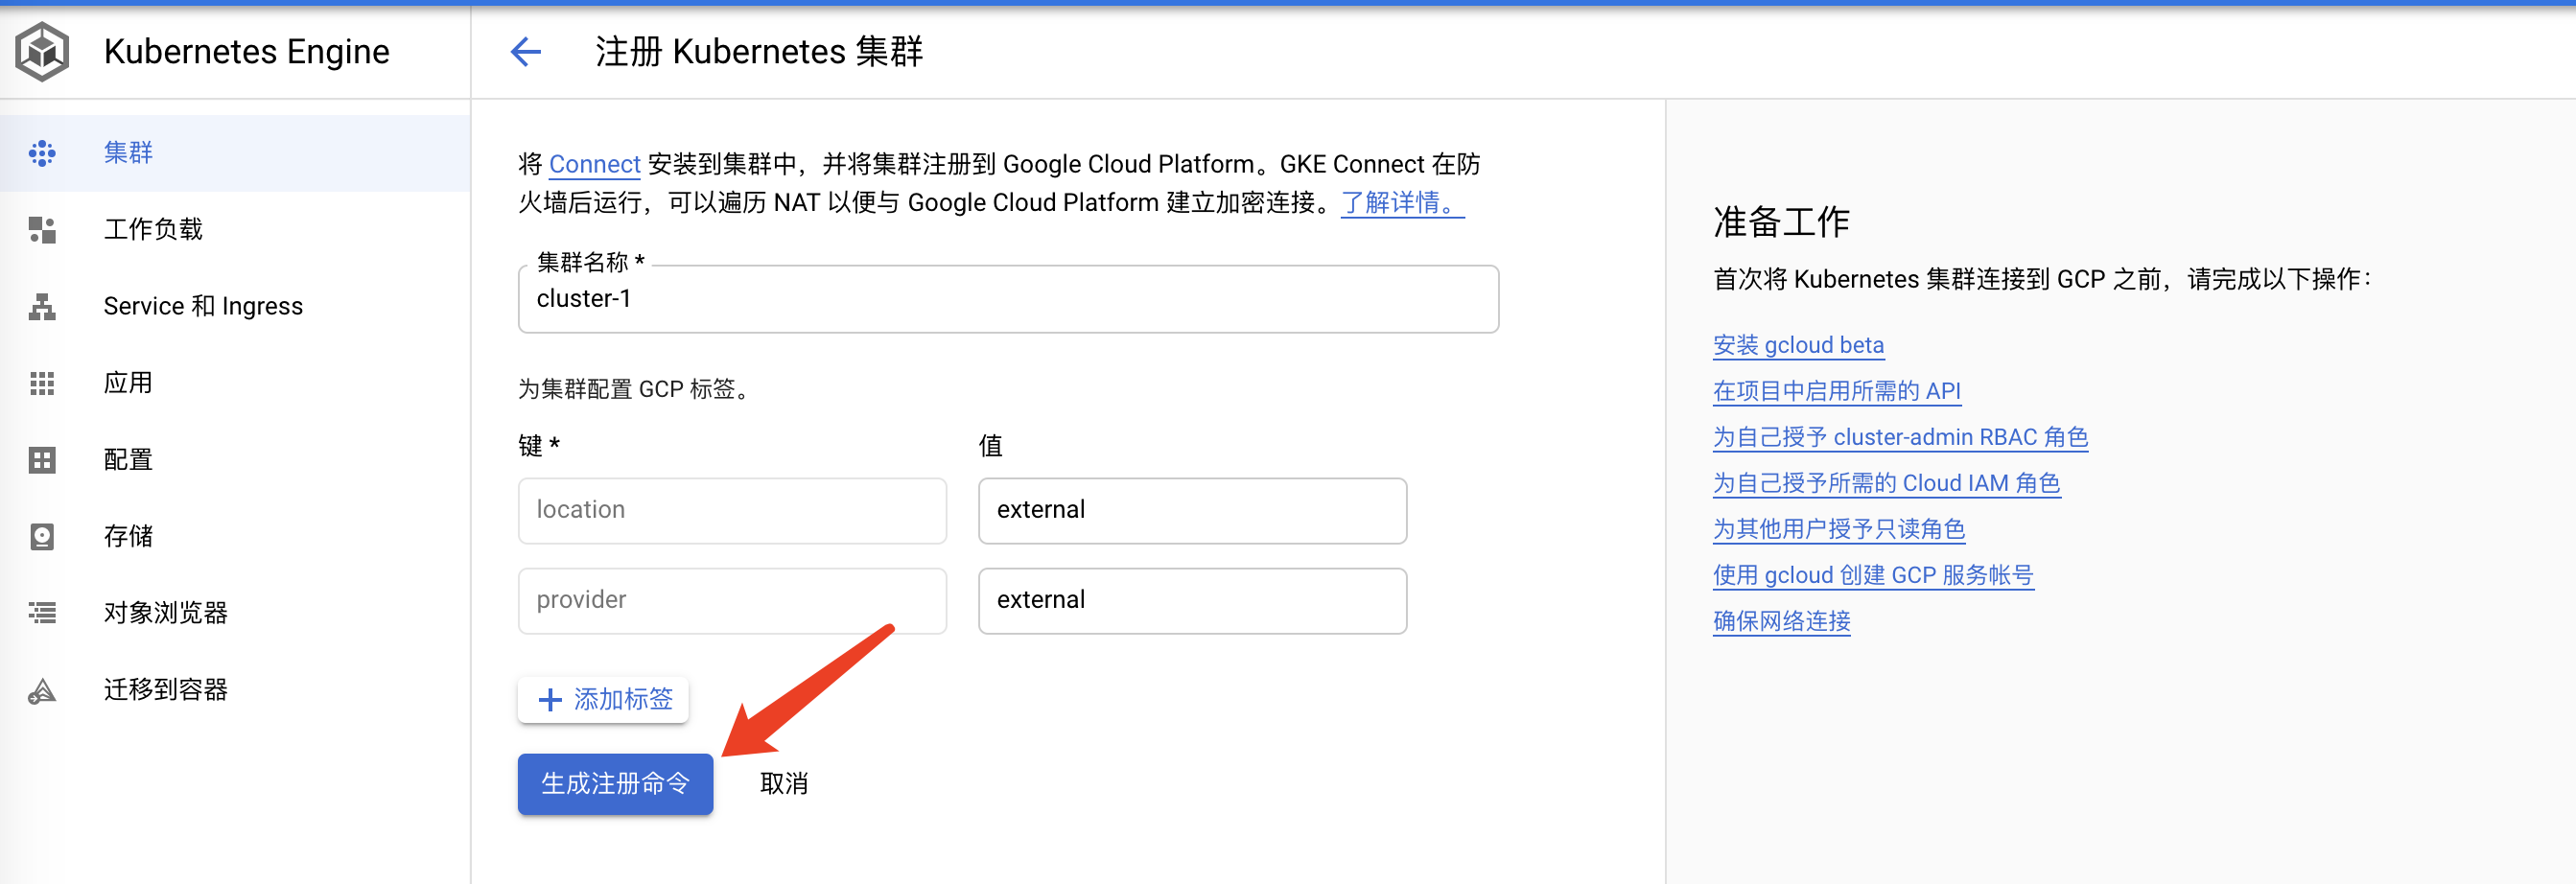 Kubernetes Engine
注册 Kubernetes 集群
集群
工作负载
Service 和 Ingress
应用
配置
存储
对象浏览器
迁移到容器
将 Connect 安装到集群中，并将集群注册到 Google Cloud Platform。GKE Connect 在防
火墙后运行，可以遍历 NAT 以便与 Google Cloud Platform 建立加密连接。了解详情。
集群名称 *
cluster-1
为集群配置 GCP 标签。
键 *
值
location
external
provider
external
添加标签
生成注册命令
取消
准备工作
首次将 Kubernetes 集群连接到 GCP 之前，请完成以下操作：
安装 gcloud beta
在项目中启用所需的 API
为自己授予 cluster-admin RBAC 角色
为自己授予所需的 Cloud IAM 角色
为其他用户授予只读角色
使用 gcloud 创建 GCP 服务帐号
确保网络连接